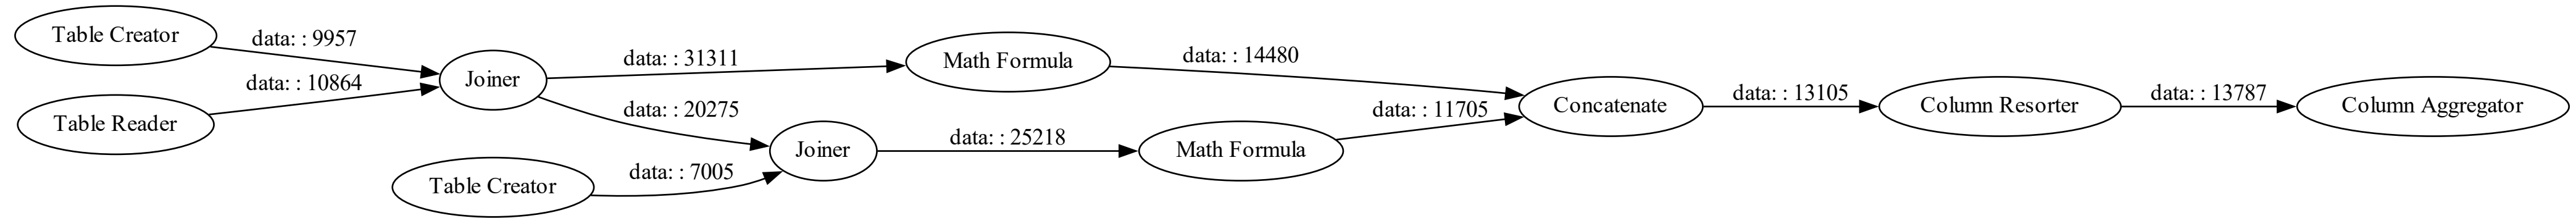 Table Creator
data: : 9957
Table Reader
data: : 10864
Joiner
data: : 31311
data: : 20275
Table Creator
data: : 7005
Joiner
data: : 25218
Math Formula
data: : 14480
Math Formula
data: : 11705
Concatenate
data: : 13105
Column Resorter
data: : 13787
Column Aggregator